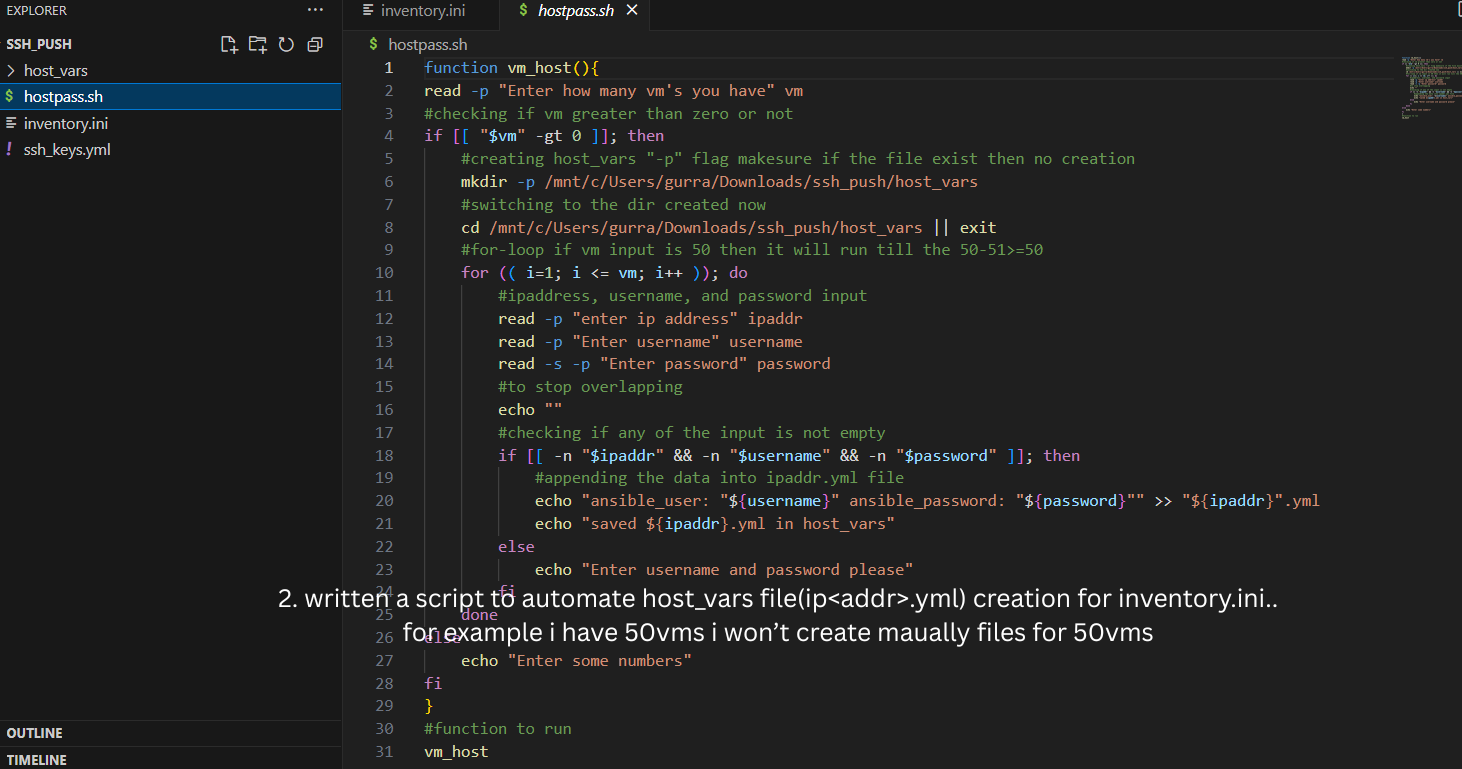 EXPLORER
···
SSH_PUSH
host_vars
$ hostpass.sh
inventory.ini
! ssh_keys.yml
OUTLINE
TIMELINE
inventory.ini
$ hostpass.sh ×
$ hostpass.sh
1 function vm_host(){
2 read -p "Enter how many vm's you have" vm
3 #checking if vm greater than zero or not
4 if [[ "$vm" -gt 0 ]]; then
5 #creating host_vars "-p" flag makesure if the file exist then no creation
6 mkdir -p /mnt/c/Users/gurra/Downloads/ssh_push/host_vars
7 #switching to the dir created now
8 cd /mnt/c/Users/gurra/Downloads/ssh_push/host_vars || exit
9 #for-loop if vm input is 50 then it will run till the 50-51>=50
10 for (( i=1; i <= vm; i++ )); do
11 #ipaddress, username, and password input
12 read -p "enter ip address" ipaddr
13 read -p "Enter username" username
14 read -s -p "Enter password" password
15 #to stop overlapping
16 echo ""
17 #checking if any of the input is not empty
18 if [[ -n "$ipaddr" && -n "$username" && -n "$password" ]]; then
19 #appending the data into ipaddr.yml file
20 echo "ansible_user: "${username}" ansible_password: "${password}"" >> "${ipaddr}".yml
21 echo "saved ${ipaddr}.yml in host_vars"
22 else
23 echo "Enter username and password please"
24 fi
2. written a script to automate host_vars file(ip<addr>.yml) creation for inventory.ini..
25 done
for example i have 50vms i won't create maually files for 50vms
26 else
27 echo "Enter some numbers"
28 fi
29 }
30 #function to run
31 vm_host